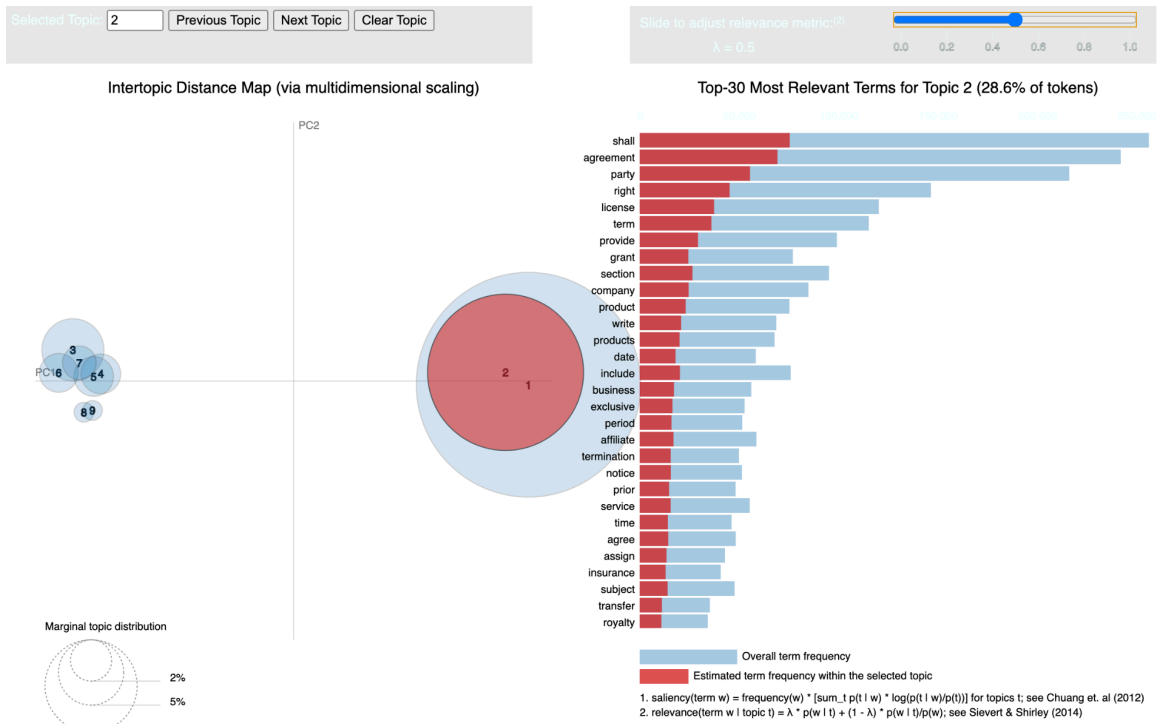 Selected Topic: 2 Previous Topic Next Topic Clear Topic
Slide to adjust relevance metric:(2)
λ = 0.5
0.0 0.2 0.4 0.6 0.8 1.0
Intertopic Distance Map (via multidimensional scaling)
PC2
PC1
3
7
6
5
4
8
9
2
1
Marginal topic distribution
2%
5%
Top-30 Most Relevant Terms for Topic 2 (28.6% of tokens)
shall
agreement
party
right
license
term
provide
grant
section
company
product
write
products
date
include
business
exclusive
period
affiliate
termination
notice
prior
service
time
agree
assign
insurance
subject
transfer
royalty
Overall term frequency
Estimated term frequency within the selected topic
1. saliency(term w) = frequency(w) * [sum_t p(t | w) * log(p(t | w)/p(t))] for topics t; see Chuang et. al (2012)
2. relevance(term w | topic t) = λ * p(w | t) + (1 - λ) * p(w | t)/p(w); see Sievert & Shirley (2014)